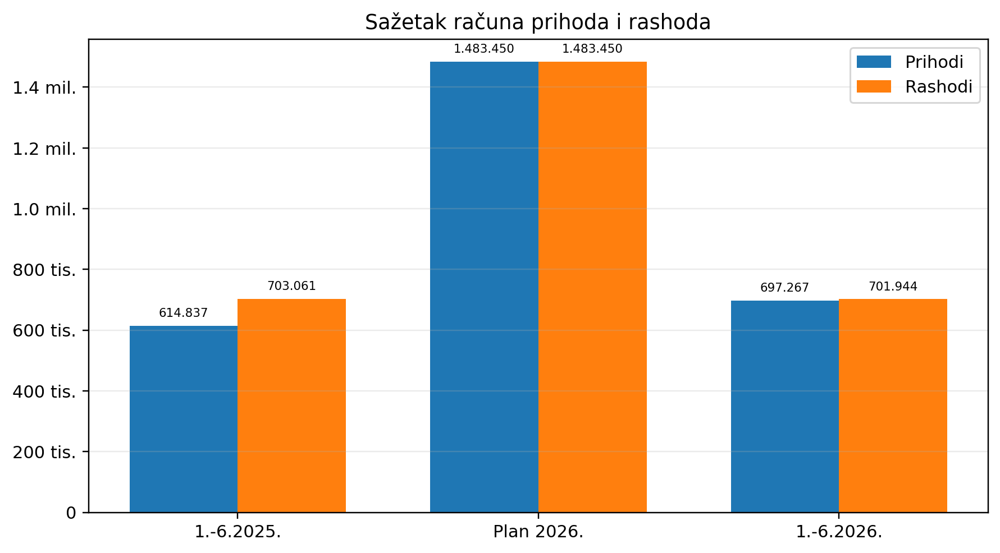 Sažetak računa prihoda i rashoda
1.483.450 1.483.450
Prihodi
Rashodi
1.4 mil.
1.2 mil.
1.0 mil.
800 tis.
703.061
697.267 701.944
614.837
600 tis.
400 tis.
200 tis.
0
1.-6.2025. Plan 2026. 1.-6.2026.